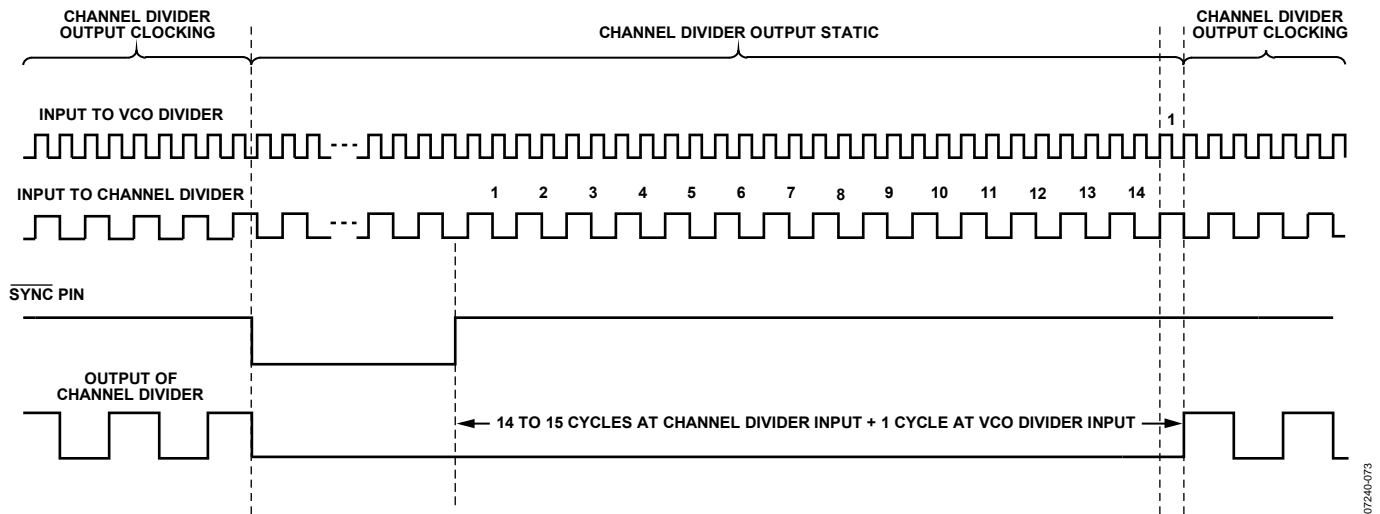 CHANNEL DIVIDER
OUTPUT CLOCKING
CHANNEL DIVIDER OUTPUT STATIC
CHANNEL DIVIDER
OUTPUT CLOCKING
INPUT TO VCO DIVIDER
1
INPUT TO CHANNEL DIVIDER
1 2 3 4 5 6 7 8 9 10 11 12 13 14
SYNC PIN
OUTPUT OF
CHANNEL DIVIDER
14 TO 15 CYCLES AT CHANNEL DIVIDER INPUT + 1 CYCLE AT VCO DIVIDER INPUT
07240-073